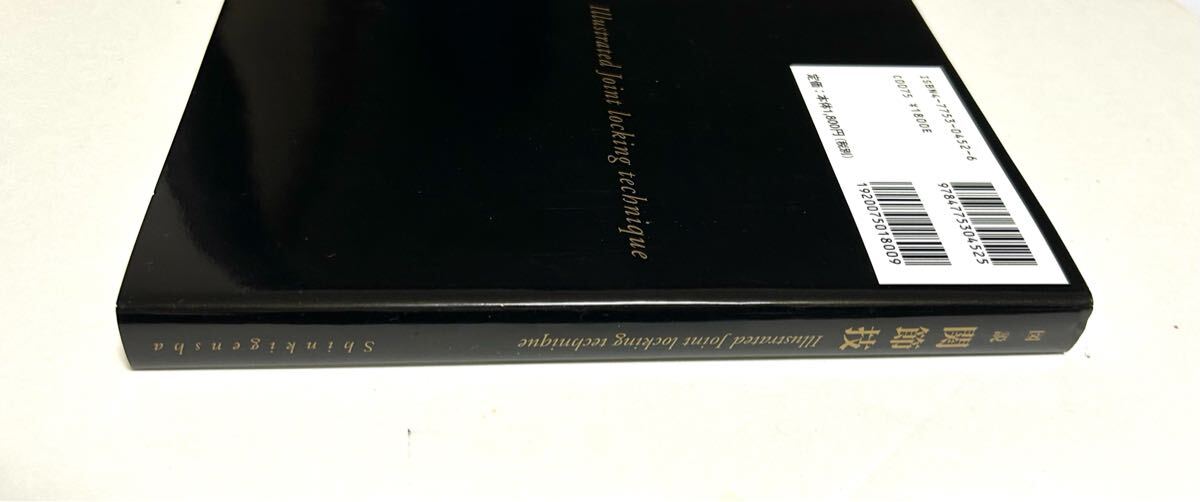 Illustrated Joint locking technique
ISBN4-7753-0452-6
C0075 ¥1800E
定価:本体1,800円(税別)
9784775304525
1920075018009
図説
関節技
Illustrated Joint locking technique
Shinkigensha